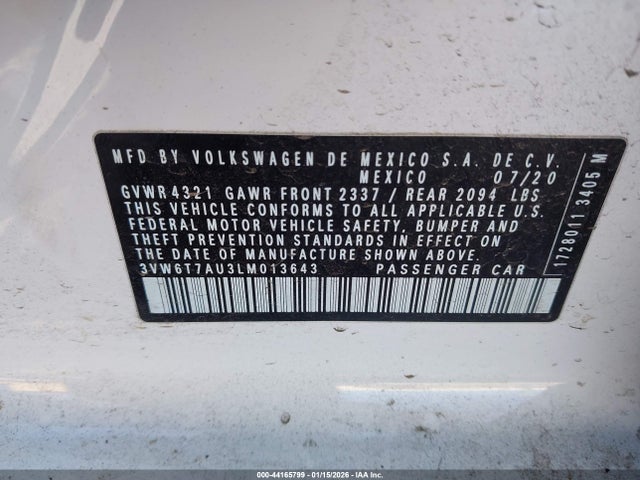 MFD BY VOLKSWAGEN DE MEXICO S.A. DE C.V.
MEXICO 07/20
GVWR 4321 GAWR FRONT 2337 / REAR 2094 LBS
THIS VEHICLE CONFORMS TO ALL APPLICABLE U.S.
FEDERAL MOTOR VEHICLE SAFETY, BUMPER AND
THEFT PREVENTION STANDARDS IN EFFECT ON
THE DATE OF MANUFACTURE SHOWN ABOVE.
3VW6T7AU3LM013643 PASSENGER CAR
1728011 3405 M
000-44165799 - 01/15/2026 - IAA Inc.